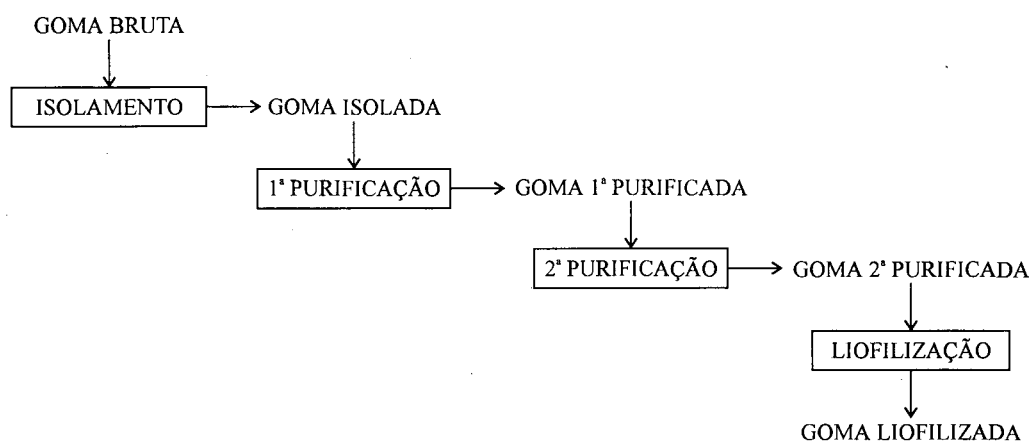 GOMA BRUTA
ISOLAMENTO
GOMA ISOLADA
1ª PURIFICAÇÃO
GOMA 1ª PURIFICADA
2ª PURIFICAÇÃO
GOMA 2ª PURIFICADA
LIOFILIZAÇÃO
GOMA LIOFILIZADA